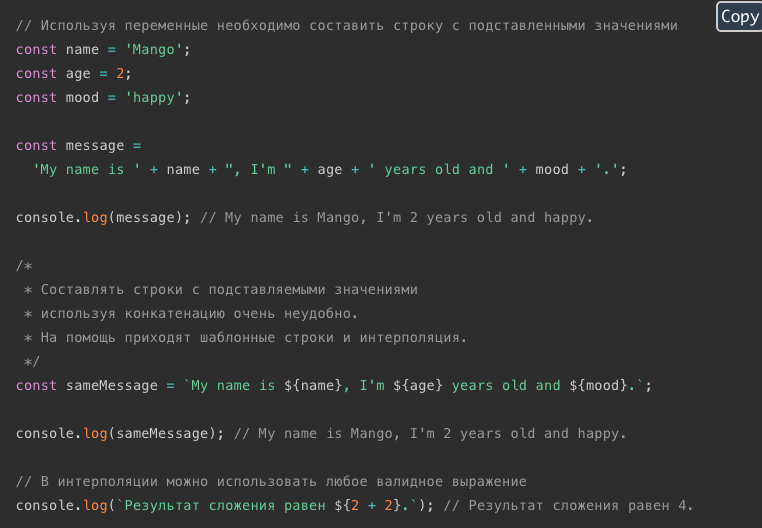 Copy
// Используя переменные необходимо составить строку с подставленными значениями
const name = 'Mango';
const age = 2;
const mood = 'happy';

const message =
  'My name is ' + name + ", I'm " + age + ' years old and ' + mood + '.';

console.log(message); // My name is Mango, I'm 2 years old and happy.

/*
 * Составлять строки с подставляемыми значениями
 * используя конкатенацию очень неудобно.
 * На помощь приходят шаблонные строки и интерполяция.
 */
const sameMessage = `My name is ${name}, I'm ${age} years old and ${mood}.`;

console.log(sameMessage); // My name is Mango, I'm 2 years old and happy.

// В интерполяции можно использовать любое валидное выражение
console.log(`Результат сложения равен ${2 + 2}.`); // Результат сложения равен 4.